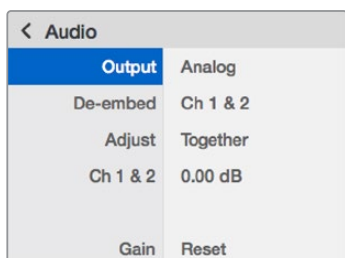 < Audio
Output Analog
De-embed Ch 1 & 2
Adjust Together
Ch 1 & 2 0.00 dB
Gain Reset